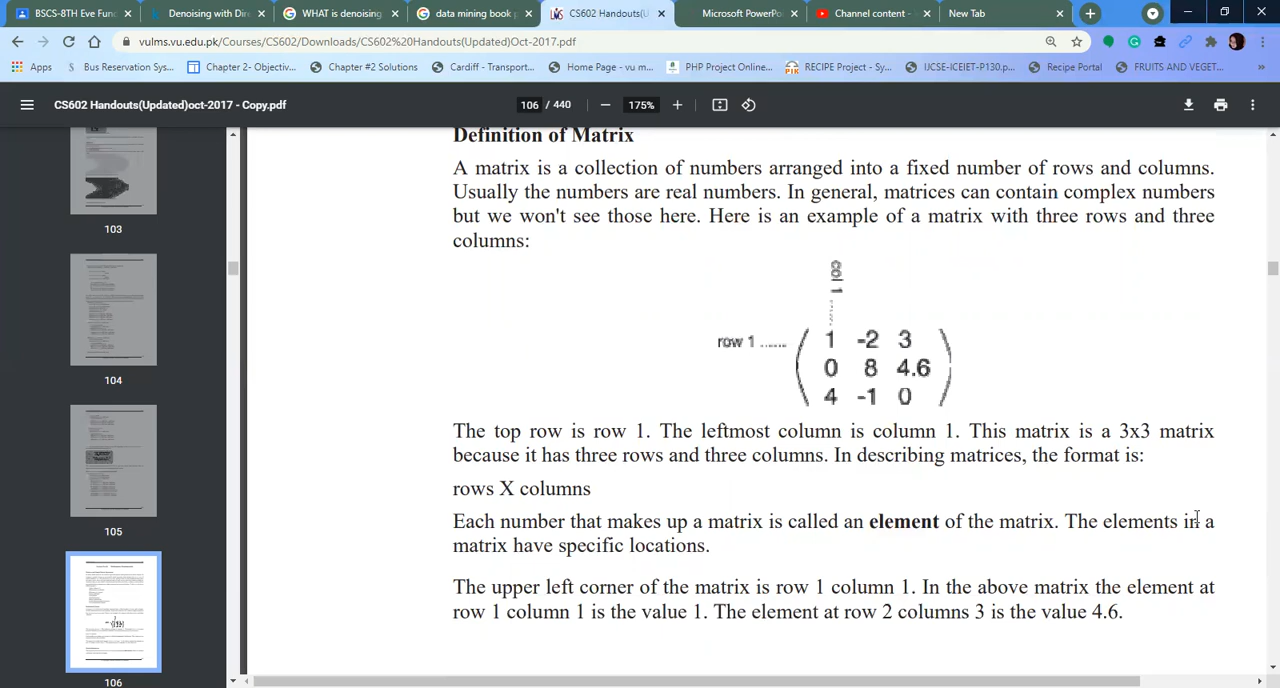 BSCS-8TH Eve Fund
Denoising with Dire
WHAT is denoising
data mining book p
CS602 Handouts(Up
Microsoft PowerPo
Channel content -
New Tab
vulms.vu.edu.pk/Courses/CS602/Downloads/CS602%20Handouts(Updated)Oct-2017.pdf
Apps
Bus Reservation Sys...
Chapter 2- Objectiv...
Chapter #2 Solutions
Cardiff - Transport...
Home Page - vu m...
PHP Project Online...
RECIPE Project - Sy...
IJCSE-ICEIET-P130.p...
Recipe Portal
FRUITS AND VEGET...
CS602 Handouts(Updated)oct-2017 - Copy.pdf
106 / 440
175%
103
104
105
106
Definition of Matrix
A matrix is a collection of numbers arranged into a fixed number of rows and columns.
Usually the numbers are real numbers. In general, matrices can contain complex numbers
but we won't see those here. Here is an example of a matrix with three rows and three
columns:
row 1 ......
1 -2 3
0 8 4.6
4 -1 0
The top row is row 1. The leftmost column is column 1. This matrix is a 3x3 matrix
because it has three rows and three columns. In describing matrices, the format is:
rows X columns
Each number that makes up a matrix is called an element of the matrix. The elements in a
matrix have specific locations.
The upper left corner of the matrix is row 1 column 1. In the above matrix the element at
row 1 column 1 is the value 1. The element at row 2 columns 3 is the value 4.6.